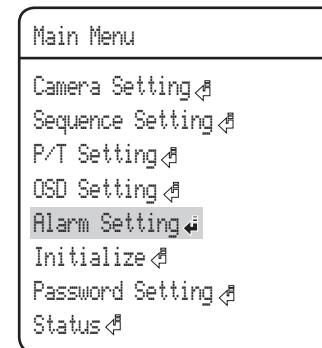 Main Menu
Camera Setting
Sequence Setting
P/T Setting
OSD Setting
Alarm Setting
Initialize
Password Setting
Status